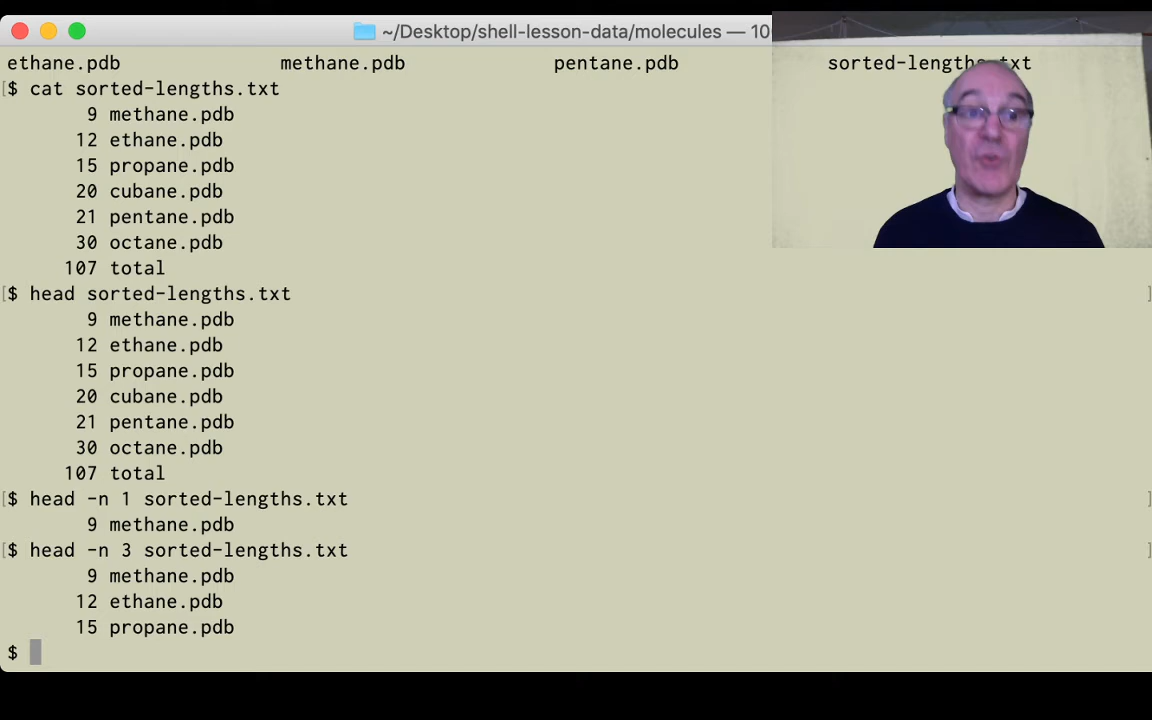 ~/Desktop/shell-lesson-data/molecules — 10
ethane.pdb methane.pdb pentane.pdb sorted-lengths.txt
[$ cat sorted-lengths.txt
9 methane.pdb
12 ethane.pdb
15 propane.pdb
20 cubane.pdb
21 pentane.pdb
30 octane.pdb
107 total
[$ head sorted-lengths.txt ]
9 methane.pdb
12 ethane.pdb
15 propane.pdb
20 cubane.pdb
21 pentane.pdb
30 octane.pdb
107 total
[$ head -n 1 sorted-lengths.txt ]
9 methane.pdb
[$ head -n 3 sorted-lengths.txt ]
9 methane.pdb
12 ethane.pdb
15 propane.pdb
$